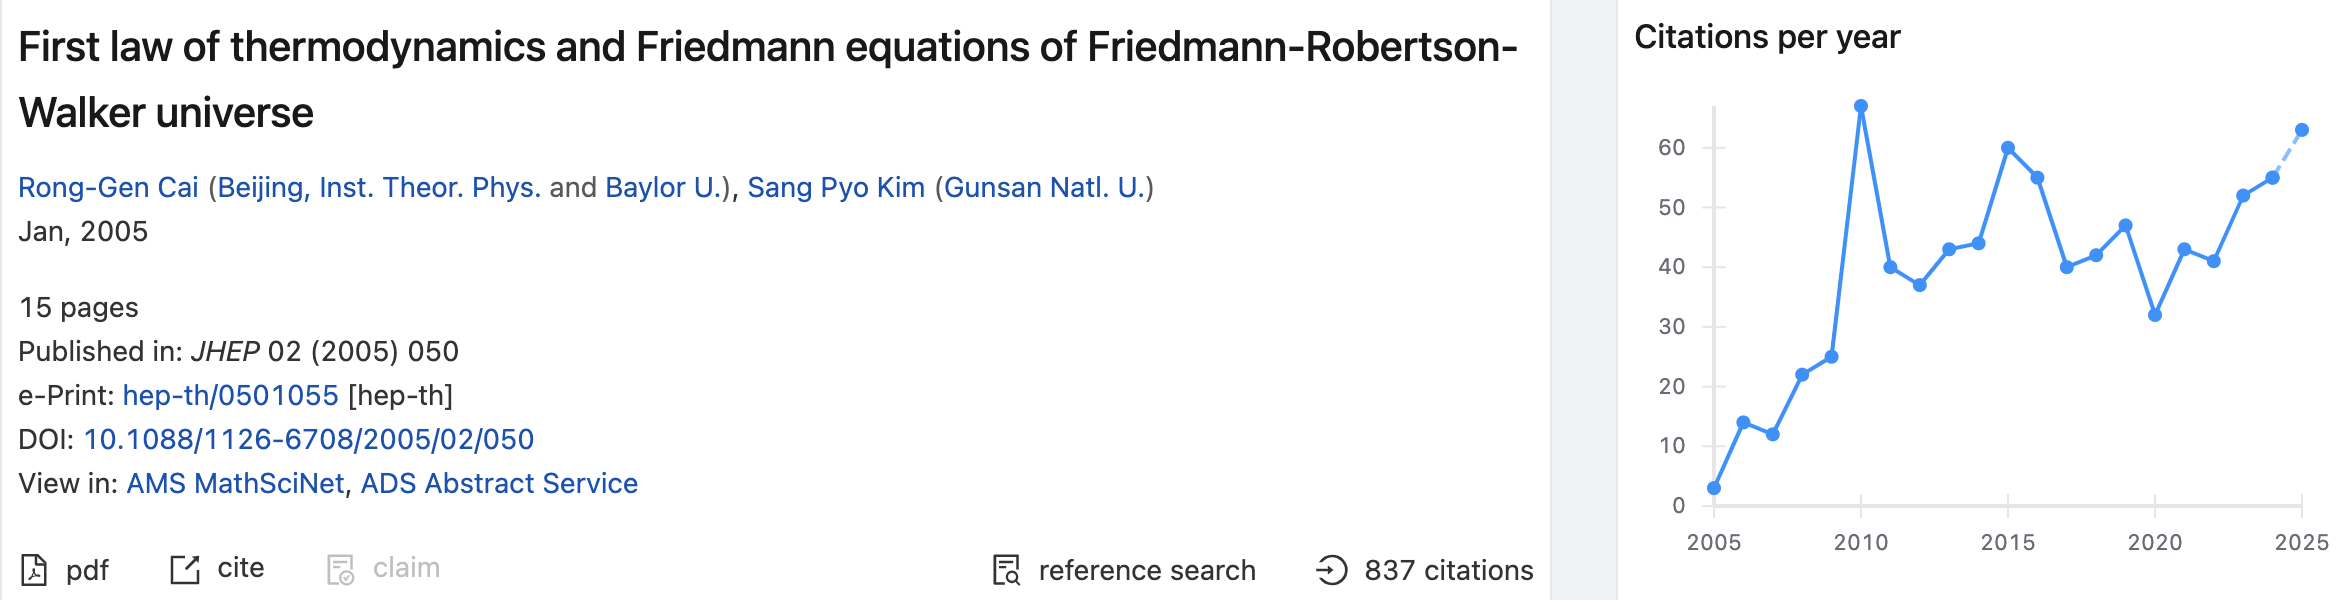 First law of thermodynamics and Friedmann equations of Friedmann-Robertson-
Walker universe
Rong-Gen Cai (Beijing, Inst. Theor. Phys. and Baylor U.), Sang Pyo Kim (Gunsan Natl. U.)
Jan, 2005
15 pages
Published in: JHEP 02 (2005) 050
e-Print: hep-th/0501055 [hep-th]
DOI: 10.1088/1126-6708/2005/02/050
View in: AMS MathSciNet, ADS Abstract Service
pdf cite claim reference search 837 citations
Citations per year
60
50
40
30
20
10
0
2005 2010 2015 2020 2025